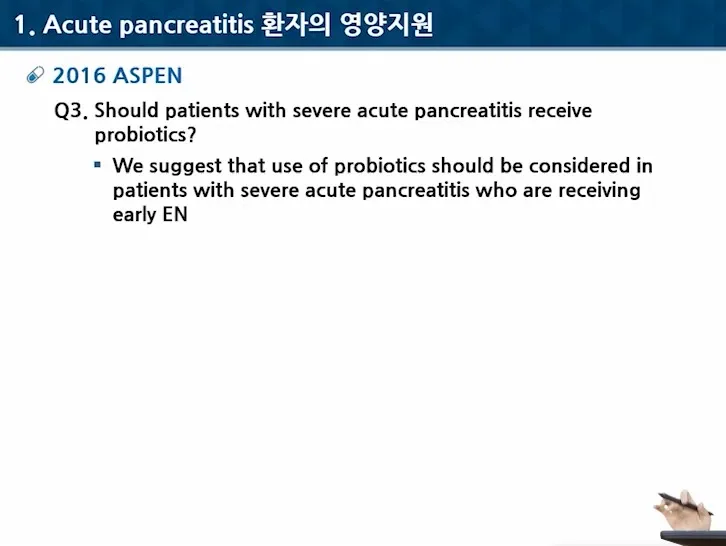 1. Acute pancreatitis 환자의 영양지원
2016 ASPEN
Q3. Should patients with severe acute pancreatitis receive
probiotics?
▪ We suggest that use of probiotics should be considered in
patients with severe acute pancreatitis who are receiving
early EN